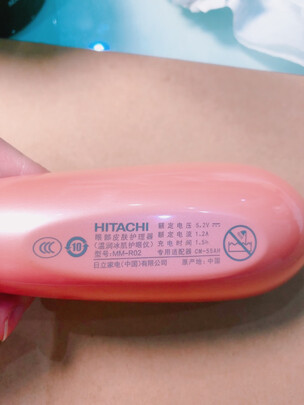 HITACHI
眼部皮肤护理器
(温润冰肌护眼仪)
型号:MM-R02
日立家电(中国)有限公司
额定电压 5.2V
额定电流 1.2A
充电时间 1.5h
专用适配器
原产地:中国
10